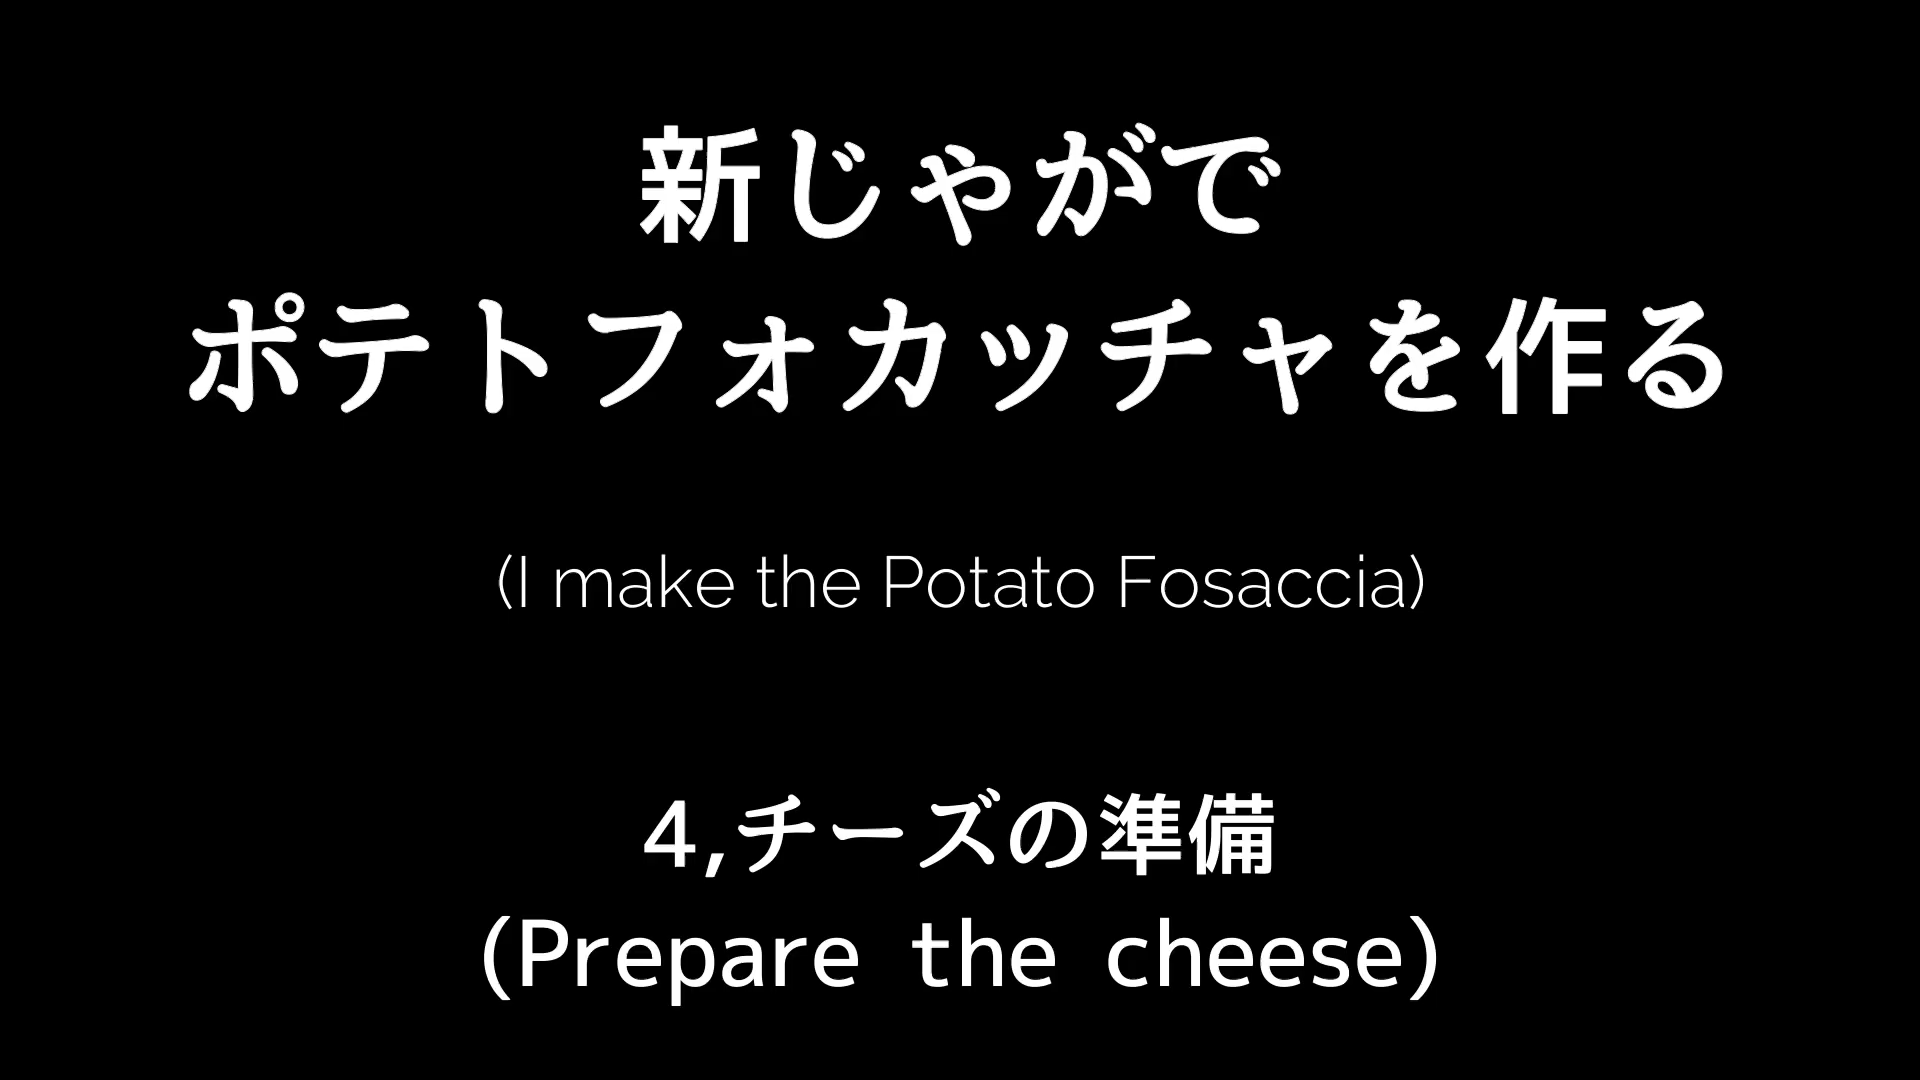 新じゃがで
ポテトフォカッチャを作る
(I make the Potato Fosaccia)
4,チーズの準備
(Prepare the cheese)